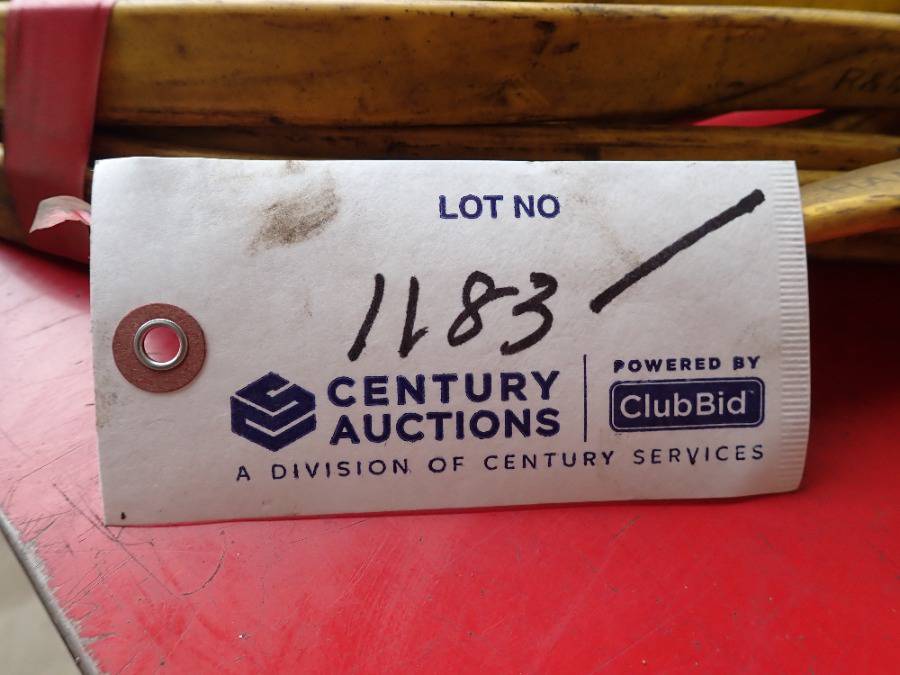 LOT NO
1183 —
CENTURY
AUCTIONS
POWERED BY
ClubBid
A DIVISION OF CENTURY SERVICES